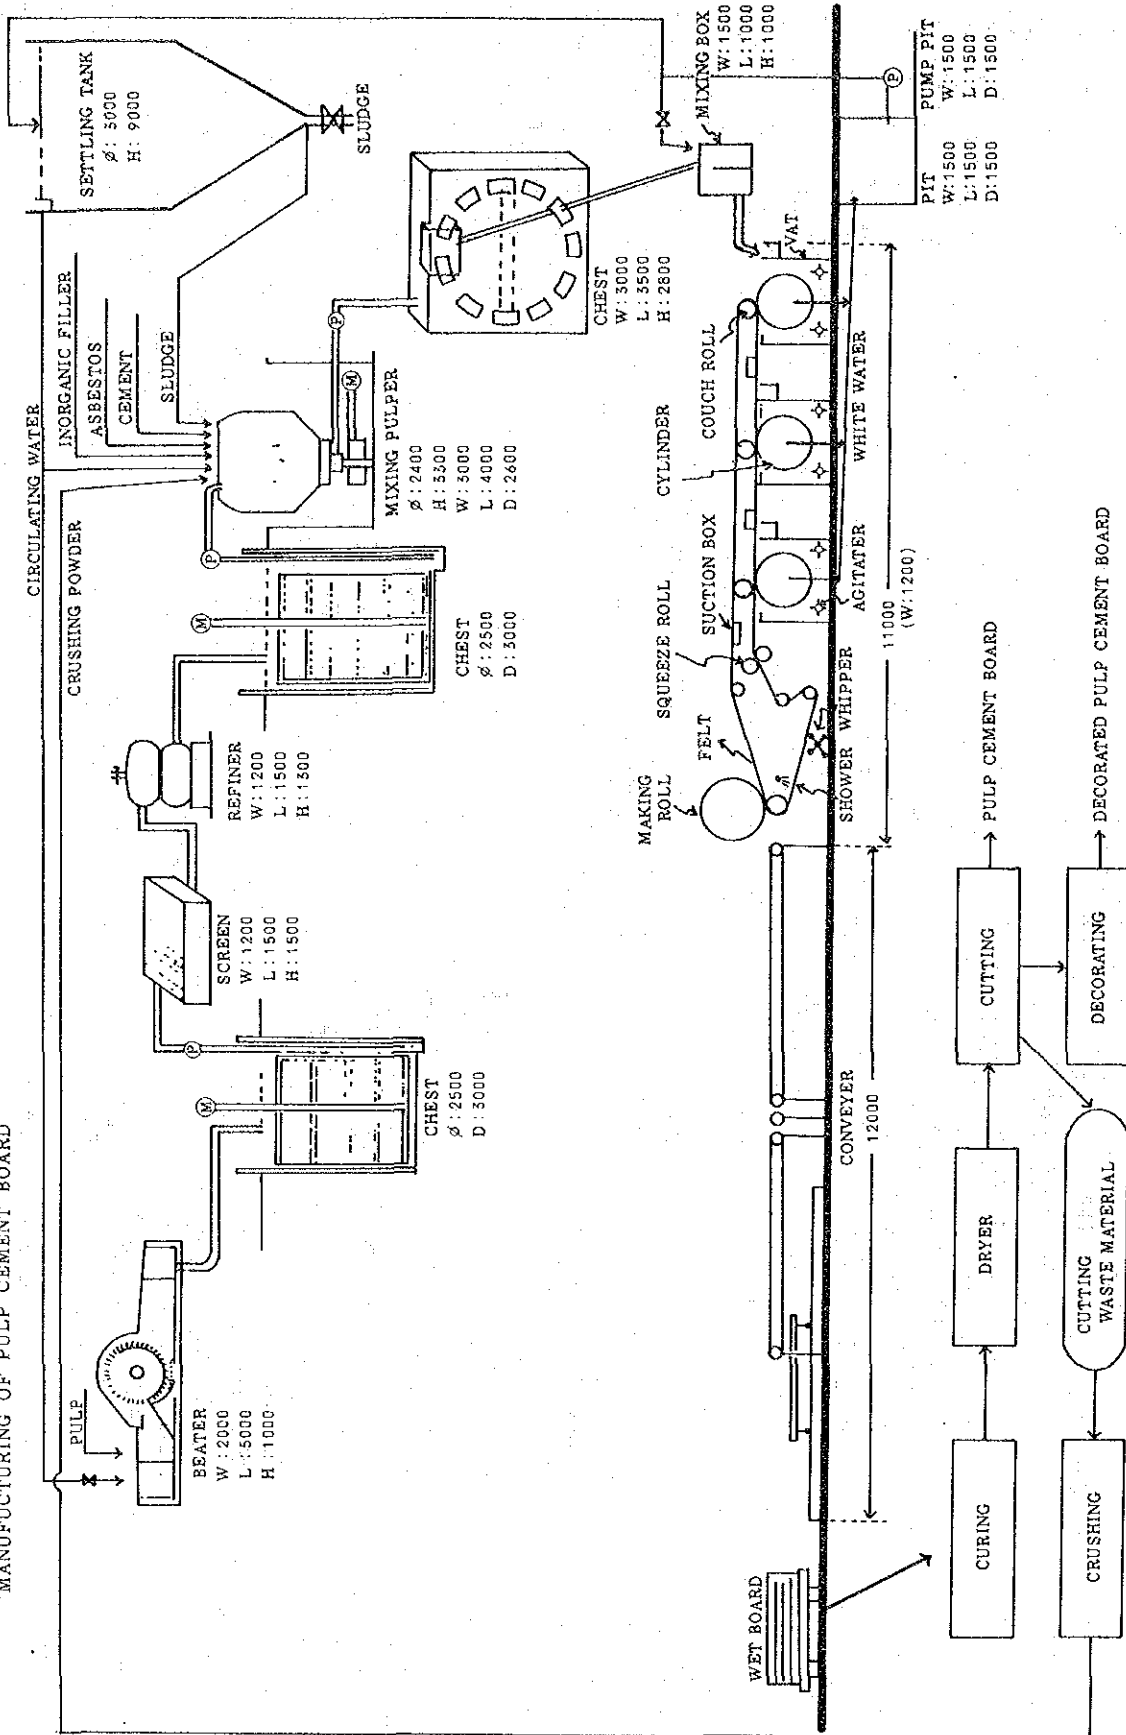 MANUFUCTURING OF PULP CEMENT BOARD
CIRCULATING WATER
CRUSHING POWDER
INORGANIC FILLER
ASBESTOS
CEMENT
SLUDGE
SETTLING TANK
ø: 3000
H: 9000
SLUDGE
PULP
BEATER
W:2000
L:5000
H:1000
CHEST
ø:2500
D:3000
SCREEN
W:1200
L:1500
H:1500
REFINER
W:1200
L:1500
H:1300
CHEST
ø:2500
D:3000
MIXING PULPER
ø:2400
H:3300
W:3000
L:4000
D:2600
CHEST
W:3000
L:3500
H:2800
MIXING BOX
W:1500
L:1000
H:1000
M
P
M
P
M
P
P
MAKING
ROLL
FELT
SQUEEZE ROLL
SUCTION BOX
CYLINDER
COUCH ROLL
VAT
PIT
W:1500
L:1500
D:1500
PUMP PIT
W:1500
L:1500
D:1500
SHOWER
WHIPPER
AGITATER
WHITE WATER
11000
(W:1200)
CONVEYER
12000
WET BOARD
CURING
DRYER
CUTTING
PULP CEMENT BOARD
CRUSHING
CUTTING
WASTE MATERIAL
DECORATING
DECORATED PULP CEMENT BOARD